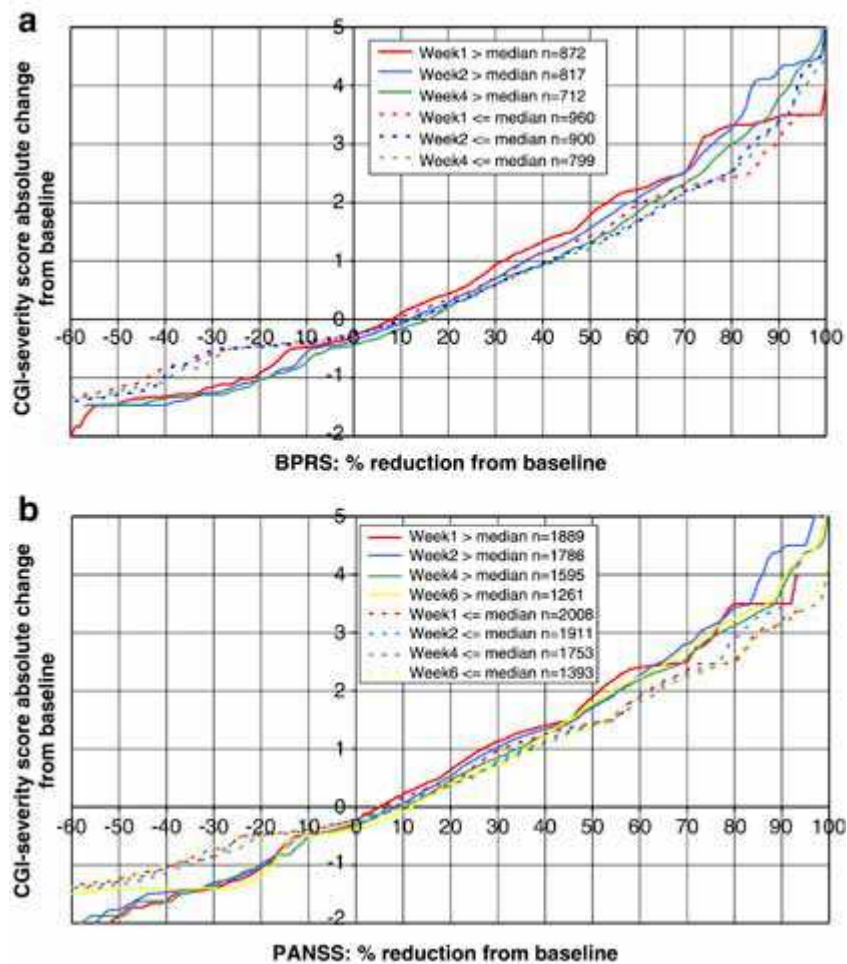 a
5
4
3
2
1
0
-1
-2
Week1 > median n=872
Week2 > median n=817
Week4 > median n=712
Week1 <= median n=960
Week2 <= median n=900
Week4 <= median n=799
CGI-severity score absolute change
from baseline
-60 -50 -40 -30 -20 -10 0 10 20 30 40 50 60 70 80 90 100
BPRS: % reduction from baseline
b
5
4
3
2
1
0
-1
-2
Week1 > median n=1889
Week2 > median n=1786
Week4 > median n=1595
Week6 > median n=1261
Week1 <= median n=2008
Week2 <= median n=1911
Week4 <= median n=1753
Week6 <= median n=1393
CGI-severity score absolute change
from baseline
-60 -50 -40 -30 -20 -10 0 10 20 30 40 50 60 70 80 90 100
PANSS: % reduction from baseline